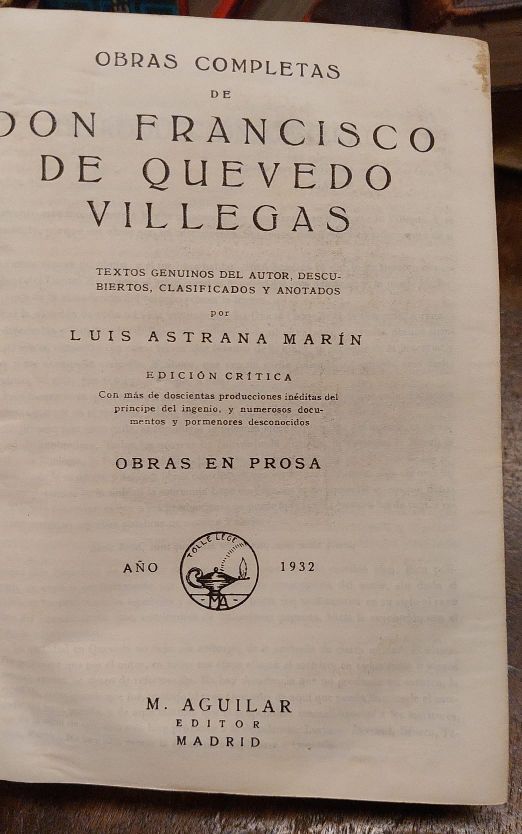 OBRAS COMPLETAS
DE
DON FRANCISCO
DE QUEVEDO
VILLEGAS
TEXTOS GENUINOS DEL AUTOR, DESCU-
BIERTOS, CLASIFICADOS Y ANOTADOS
por
LUIS ASTRANA MARÍN
EDICIÓN CRÍTICA
Con más de doscientas producciones inéditas del
príncipe del ingenio, y numerosos docu-
mentos y pormenores desconocidos
OBRAS EN PROSA
AÑO
TOLLE LEGE
MA
1932
M. AGUILAR
EDITOR
MADRID